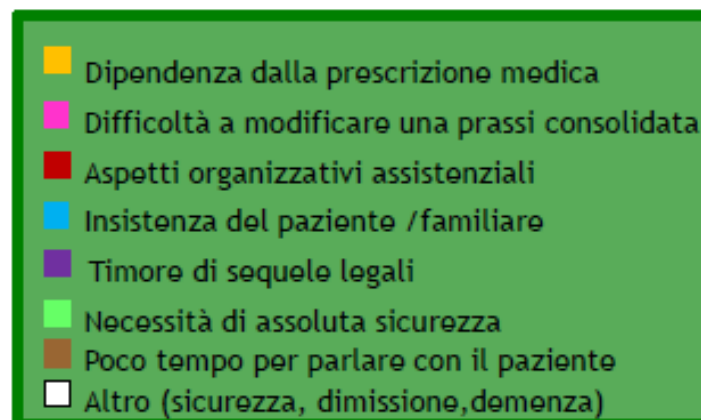 Dipendenza dalla prescrizione medica
Difficoltà a modificare una prassi consolidata
Aspetti organizzativi assistenziali
Insistenza del paziente /familiare
Timore di sequele legali
Necessità di assoluta sicurezza
Poco tempo per parlare con il paziente
Altro (sicurezza, dimissione,demenza)